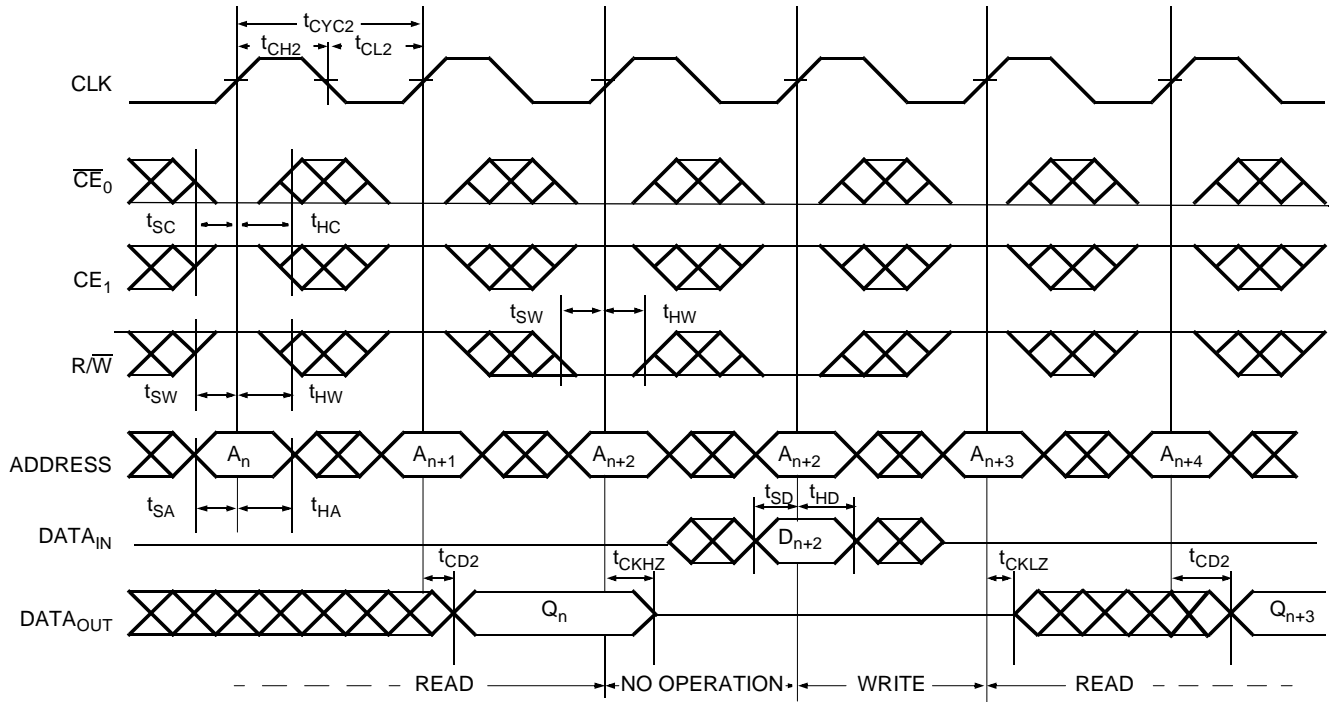 tCYC2
tCH2 tCL2
CLK
CE0
tSC tHC
CE1
tSW tHW
R/W
tSW tHW
ADDRESS An An+1 An+2 An+2 An+3 An+4
tSA tHA tSD tHD
DATAIN Dn+2
tCD2 tCKHZ tCKLZ tCD2
DATAOUT Qn Qn+3
READ NO OPERATION WRITE READ